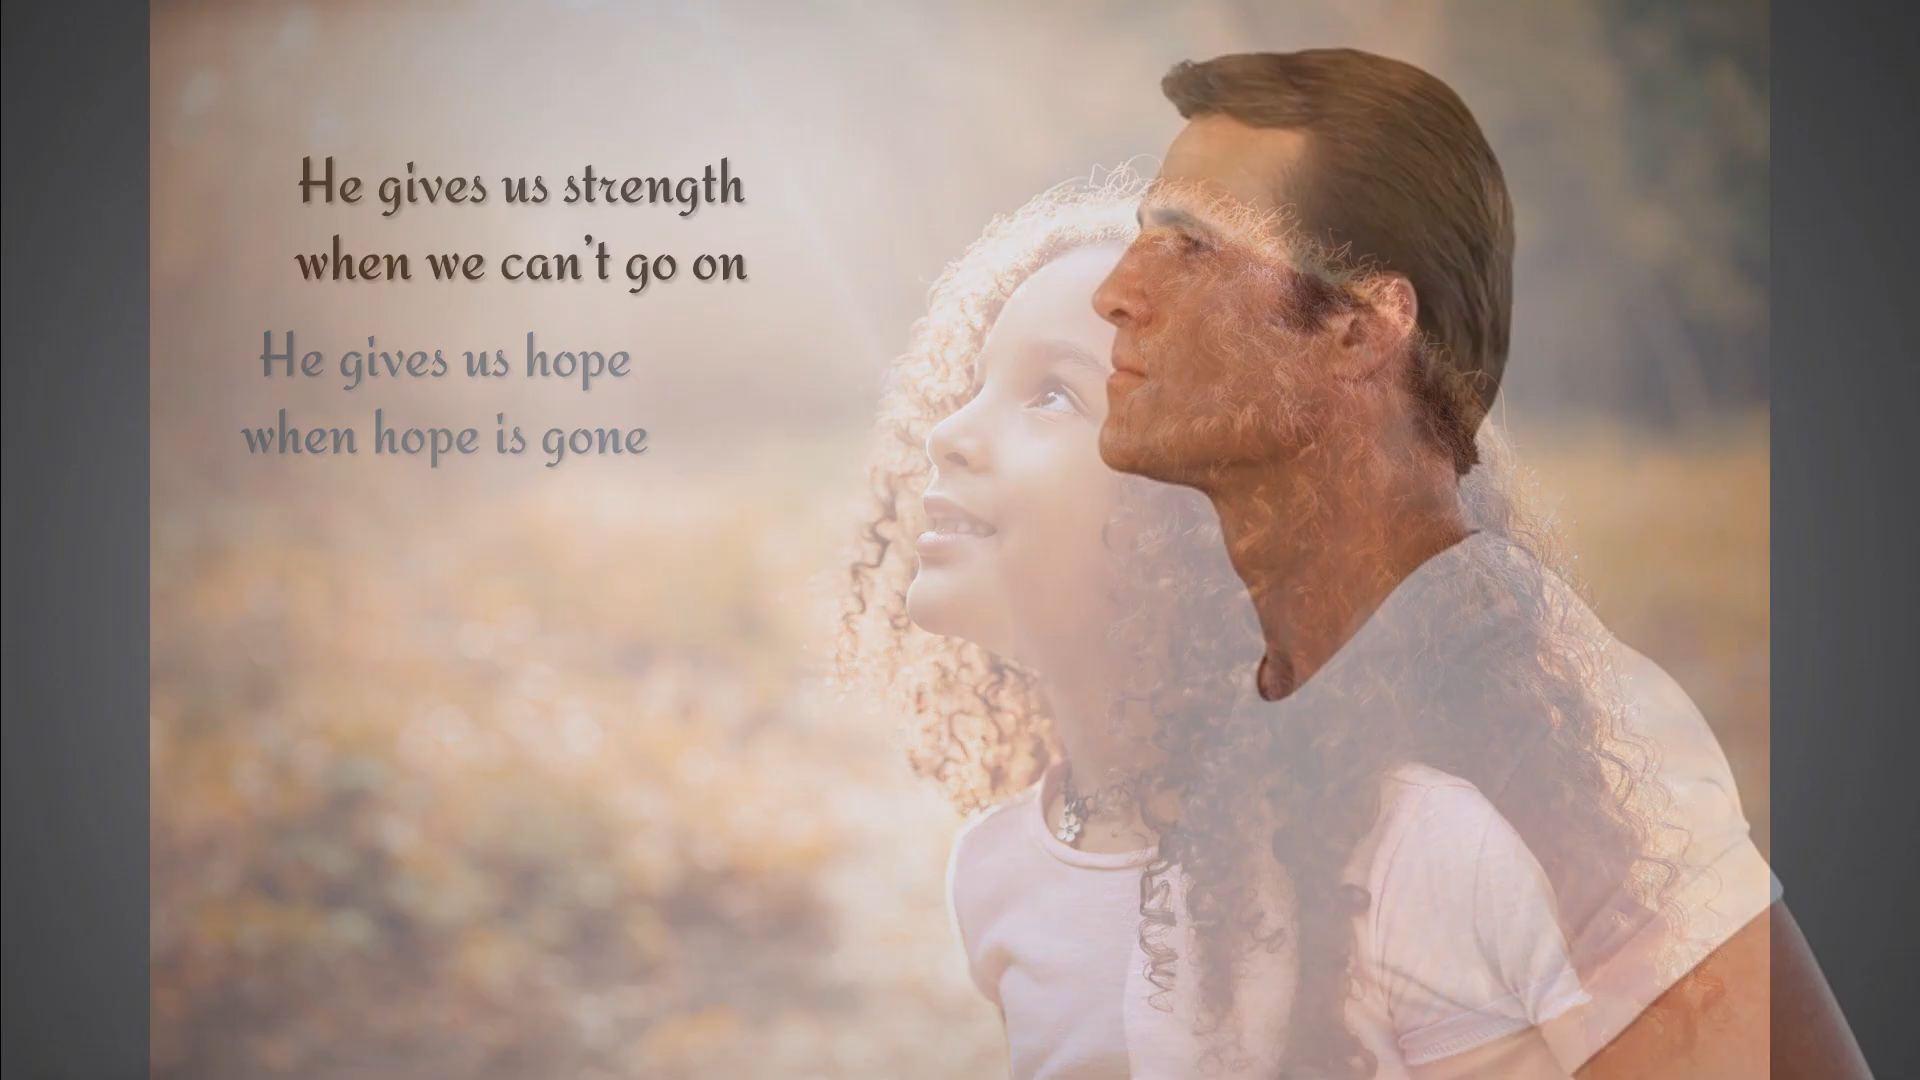 He gives us strength
when we can't go on
He gives us hope
when hope is gone